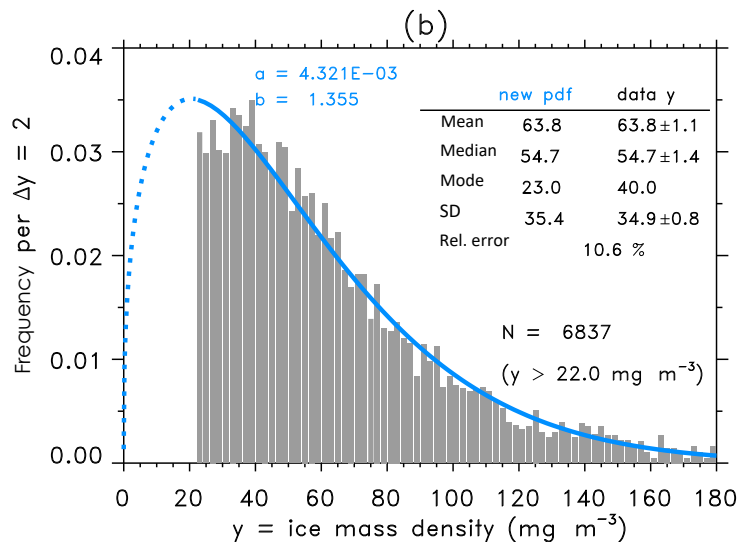 (b)
0.04
0.03
0.02
0.01
0.00
Frequency per Δy = 2
a = 4.321E−03
b = 1.355
new pdf data y
Mean 63.8 63.8±1.1
Median 54.7 54.7±1.4
Mode 23.0 40.0
SD 35.4 34.9±0.8
Rel. error 10.6 %
N = 6837
(y > 22.0 mg m⁻³)
0 20 40 60 80 100 120 140 160 180
y = ice mass density (mg m⁻³)